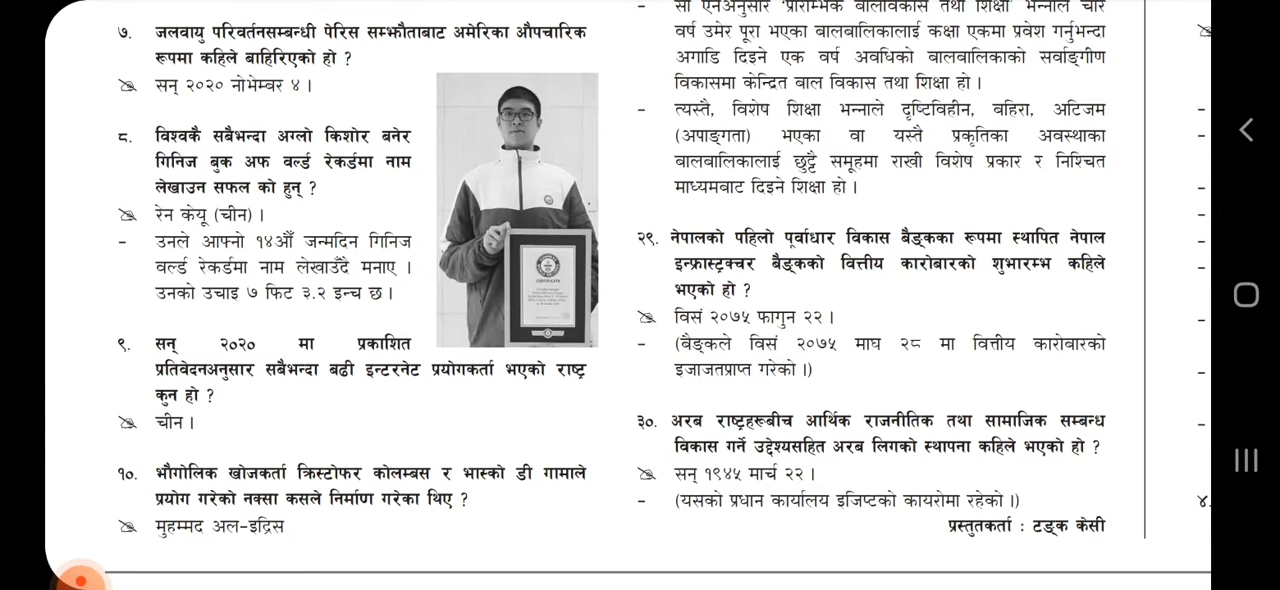 ७. जलवायु परिवर्तनसम्बन्धी पेरिस सम्झौताबाट अमेरिका औपचारिक
रूपमा कहिले बाहिरिएको हो ?
सन् २०२० नोभेम्बर ४ ।
८. विश्वकै सबैभन्दा अग्लो किशोर बनेर
गिनिज बुक अफ वर्ल्ड रेकर्डमा नाम
लेखाउन सफल को हुन् ?
रेन केयू (चीन) ।
- उनले आफ्नो १४औँ जन्मदिन गिनिज
वर्ल्ड रेकर्डमा नाम लेखाउँदै मनाए ।
उनको उचाइ ७ फिट ३.२ इन्च छ ।
CERTIFICATE
९. सन् २०२० मा प्रकाशित
प्रतिवेदनअनुसार सबैभन्दा बढी इन्टरनेट प्रयोगकर्ता भएको राष्ट्र
कुन हो ?
चीन ।
१०. भौगोलिक खोजकर्ता क्रिस्टोफर कोलम्बस र भास्को डी गामाले
प्रयोग गरेको नक्सा कसले निर्माण गरेका थिए ?
मुहम्मद अल-इद्रिस
- सो ऐनअनुसार 'प्रारम्भिक बालविकास तथा शिक्षा' भन्नाले चार
वर्ष उमेर पूरा भएका बालबालिकालाई कक्षा एकमा प्रवेश गर्नुभन्दा
अगाडि दिइने एक वर्ष अवधिको बालबालिकाको सर्वाङ्गीण
विकासमा केन्द्रित बाल विकास तथा शिक्षा हो ।
- त्यस्तै, विशेष शिक्षा भन्नाले दृष्टिविहीन, बहिरा, अटिजम
(अपाङ्गता) भएका वा यस्तै प्रकृतिका अवस्थाका
बालबालिकालाई छुट्टै समूहमा राखी विशेष प्रकार र निश्चित
माध्यमबाट दिइने शिक्षा हो ।
२९. नेपालको पहिलो पूर्वाधार विकास बैङ्कका रूपमा स्थापित नेपाल
इन्फ्रास्ट्रक्चर बैङ्कको वित्तीय कारोबारको शुभारम्भ कहिले
भएको हो ?
विसं २०७५ फागुन २२ ।
- (बैङ्कले विसं २०७५ माघ २८ मा वित्तीय कारोबारको
इजाजतप्राप्त गरेको ।)
३०. अरब राष्ट्रहरूबीच आर्थिक राजनीतिक तथा सामाजिक सम्बन्ध
विकास गर्ने उद्देश्यसहित अरब लिगको स्थापना कहिले भएको हो ?
सन् १९४५ मार्च २२ ।
- (यसको प्रधान कार्यालय इजिप्टको कायरोमा रहेको ।)
प्रस्तुतकर्ता : टङ्क केसी
४.